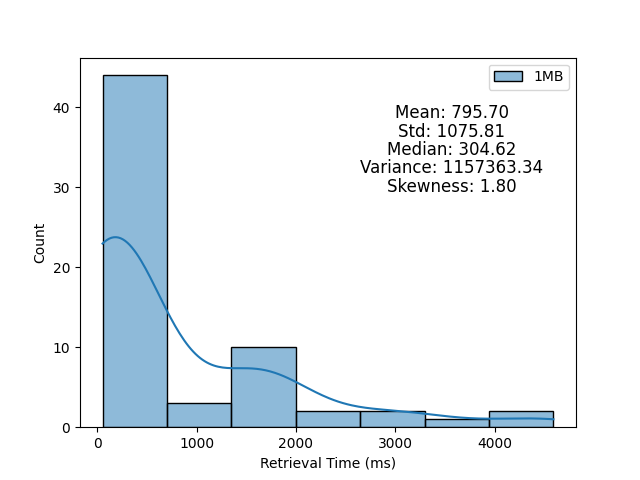 1MB
Mean: 795.70
Std: 1075.81
Median: 304.62
Variance: 1157363.34
Skewness: 1.80
Count
40
30
20
10
0
0 1000 2000 3000 4000
Retrieval Time (ms)